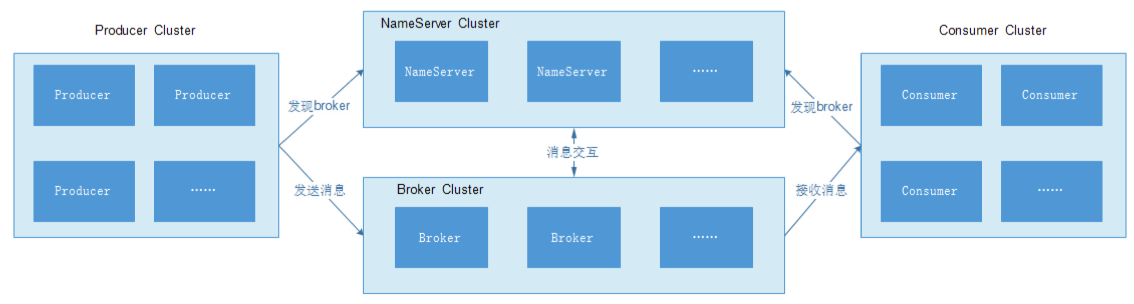 Producer Cluster
Producer
Producer
Producer
……
NameServer Cluster
NameServer
NameServer
……
发现broker
发送消息
消息交互
Broker Cluster
Broker
Broker
……
发现broker
接收消息
Consumer Cluster
Consumer
Consumer
Consumer
……